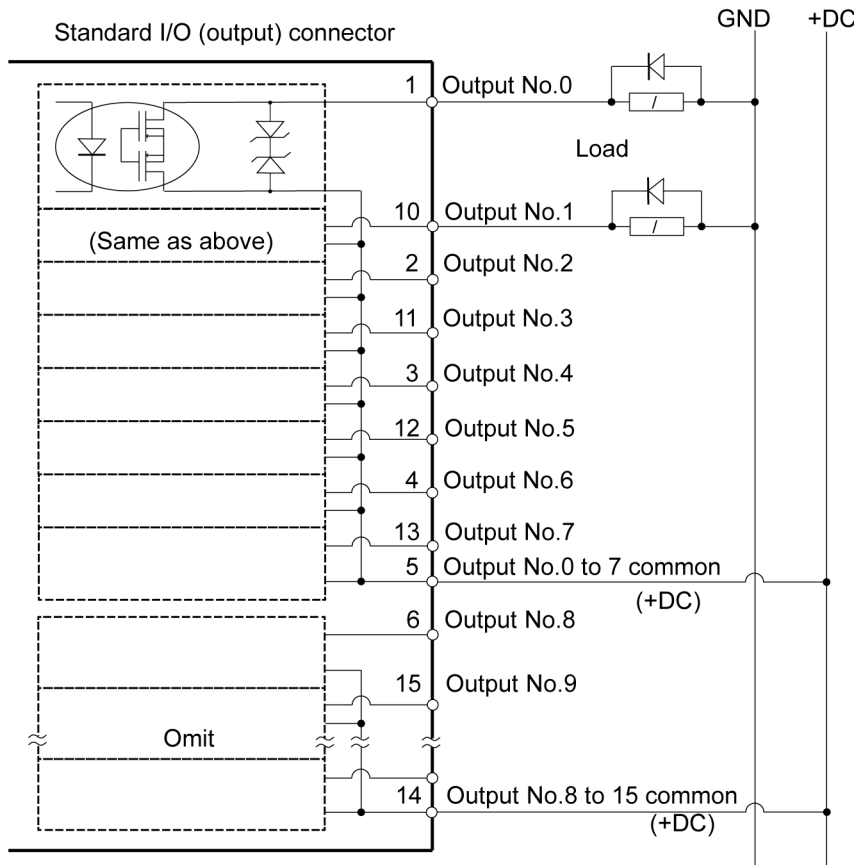 GND +DC
Standard I/O (output) connector
1 Output No.0
Load
10 Output No.1
(Same as above)
2 Output No.2
11 Output No.3
3 Output No.4
12 Output No.5
4 Output No.6
13 Output No.7
5 Output No.0 to 7 common
(+DC)
6 Output No.8
15 Output No.9
Omit
14 Output No.8 to 15 common
(+DC)